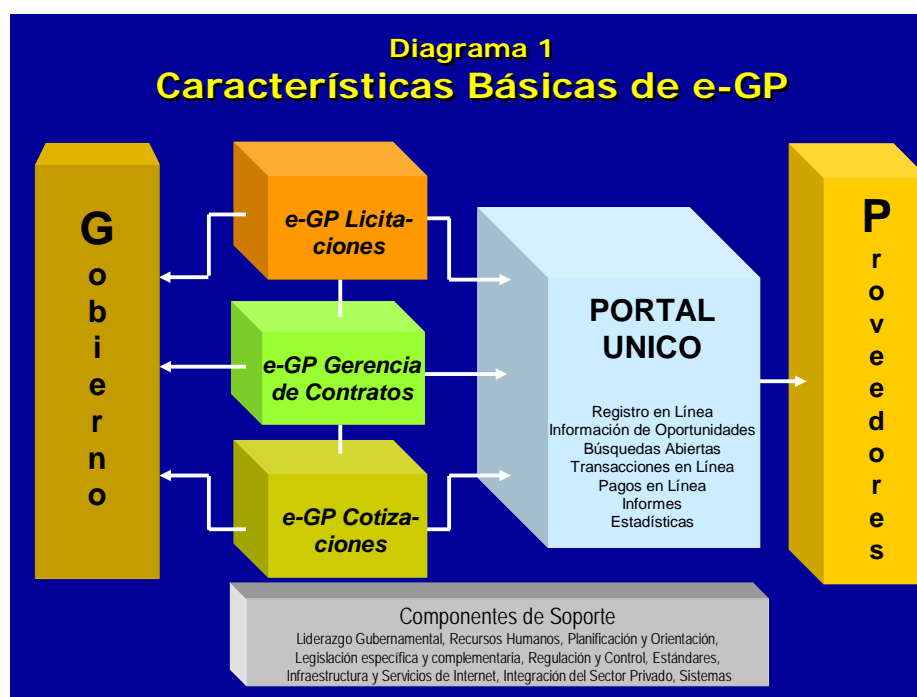 Diagrama 1
Características Básicas de e-GP
Gobierno
e-GP Licita-
ciones
e-GP Gerencia
de Contratos
e-GP Cotiza-
ciones
PORTAL
UNICO
Registro en Línea
Información de Oportunidades
Búsquedas Abiertas
Transacciones en Línea
Pagos en Línea
Informes
Estadísticas
Proveedores
Componentes de Soporte
Liderazgo Gubernamental, Recursos Humanos, Planificación y Orientación,
Legislación específica y complementaria, Regulación y Control, Estándares,
Infraestructura y Servicios de Internet, Integración del Sector Privado, Sistemas